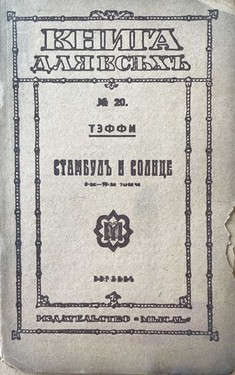 КНИГА
ДЛЯ ВСѢХЪ
№ 20.
ТЭФФИ
СТАМБУЛЪ И СОЛНЦЕ
БЕРЛИНЪ
ИЗДАТЕЛЬСТВО „МЫСЛЬ“